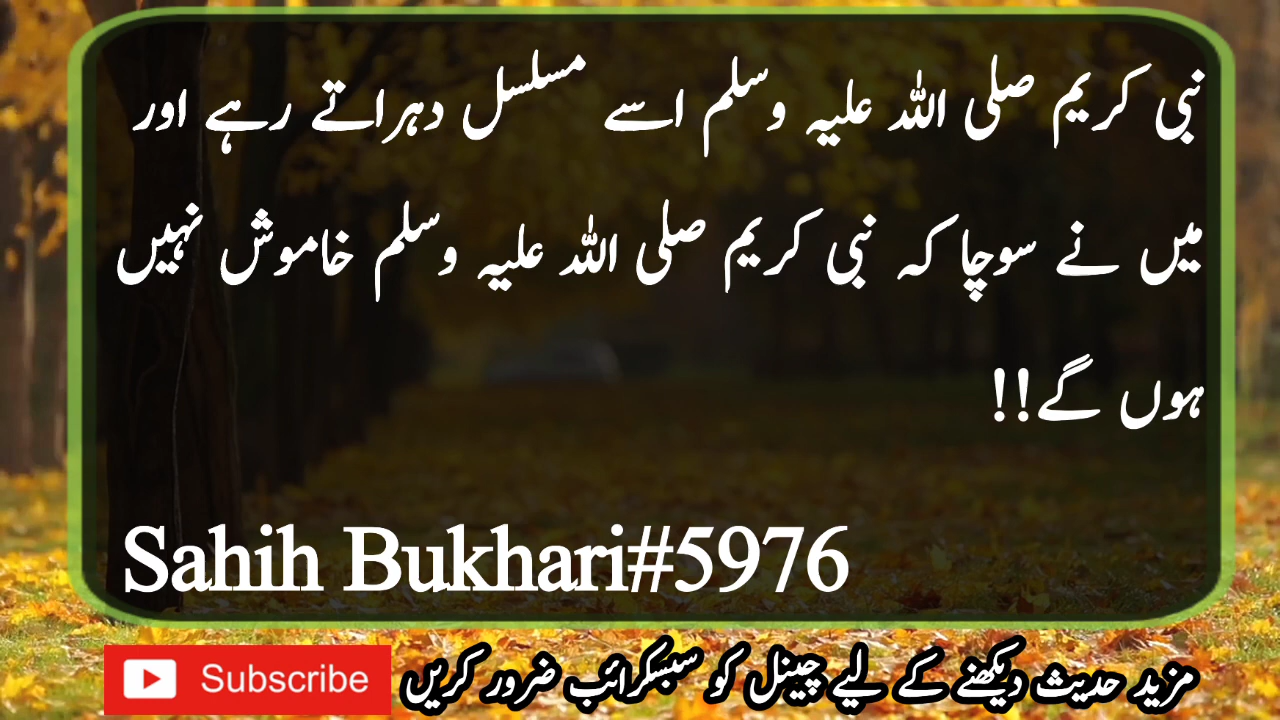 نبی کریم صلی اللہ علیہ وسلم اسے مسلسل دہراتے رہے اور
میں نے سوچا کہ نبی کریم صلی اللہ علیہ وسلم خاموش نہیں
ہوں گے!!
Sahih Bukhari#5976
مزید حدیث دیکھنے کے لیے چینل کو سبسکرائب ضرور کریں
Subscribe